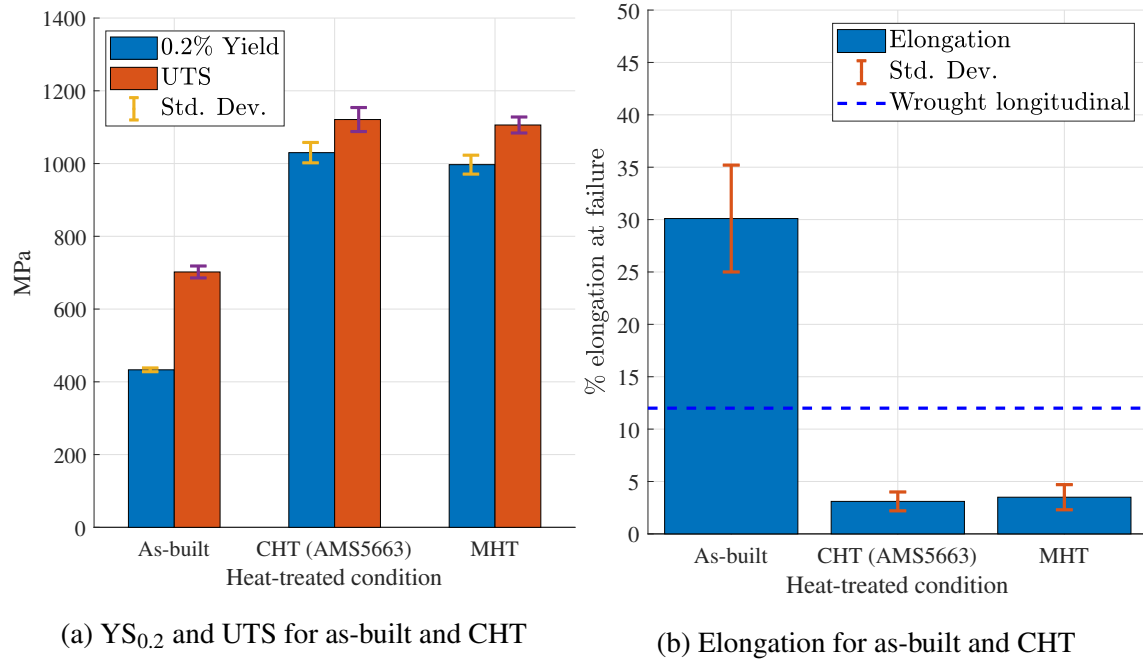 1400
1200
1000
800
600
400
200
0
MPa
0.2% Yield
UTS
Std. Dev.
As-built
CHT (AMS5663)
MHT
Heat-treated condition
(a) YS0.2 and UTS for as-built and CHT
50
45
40
35
30
25
20
15
10
5
0
% elongation at failure
Elongation
Std. Dev.
Wrought longitudinal
As-built
CHT (AMS5663)
MHT
Heat-treated condition
(b) Elongation for as-built and CHT